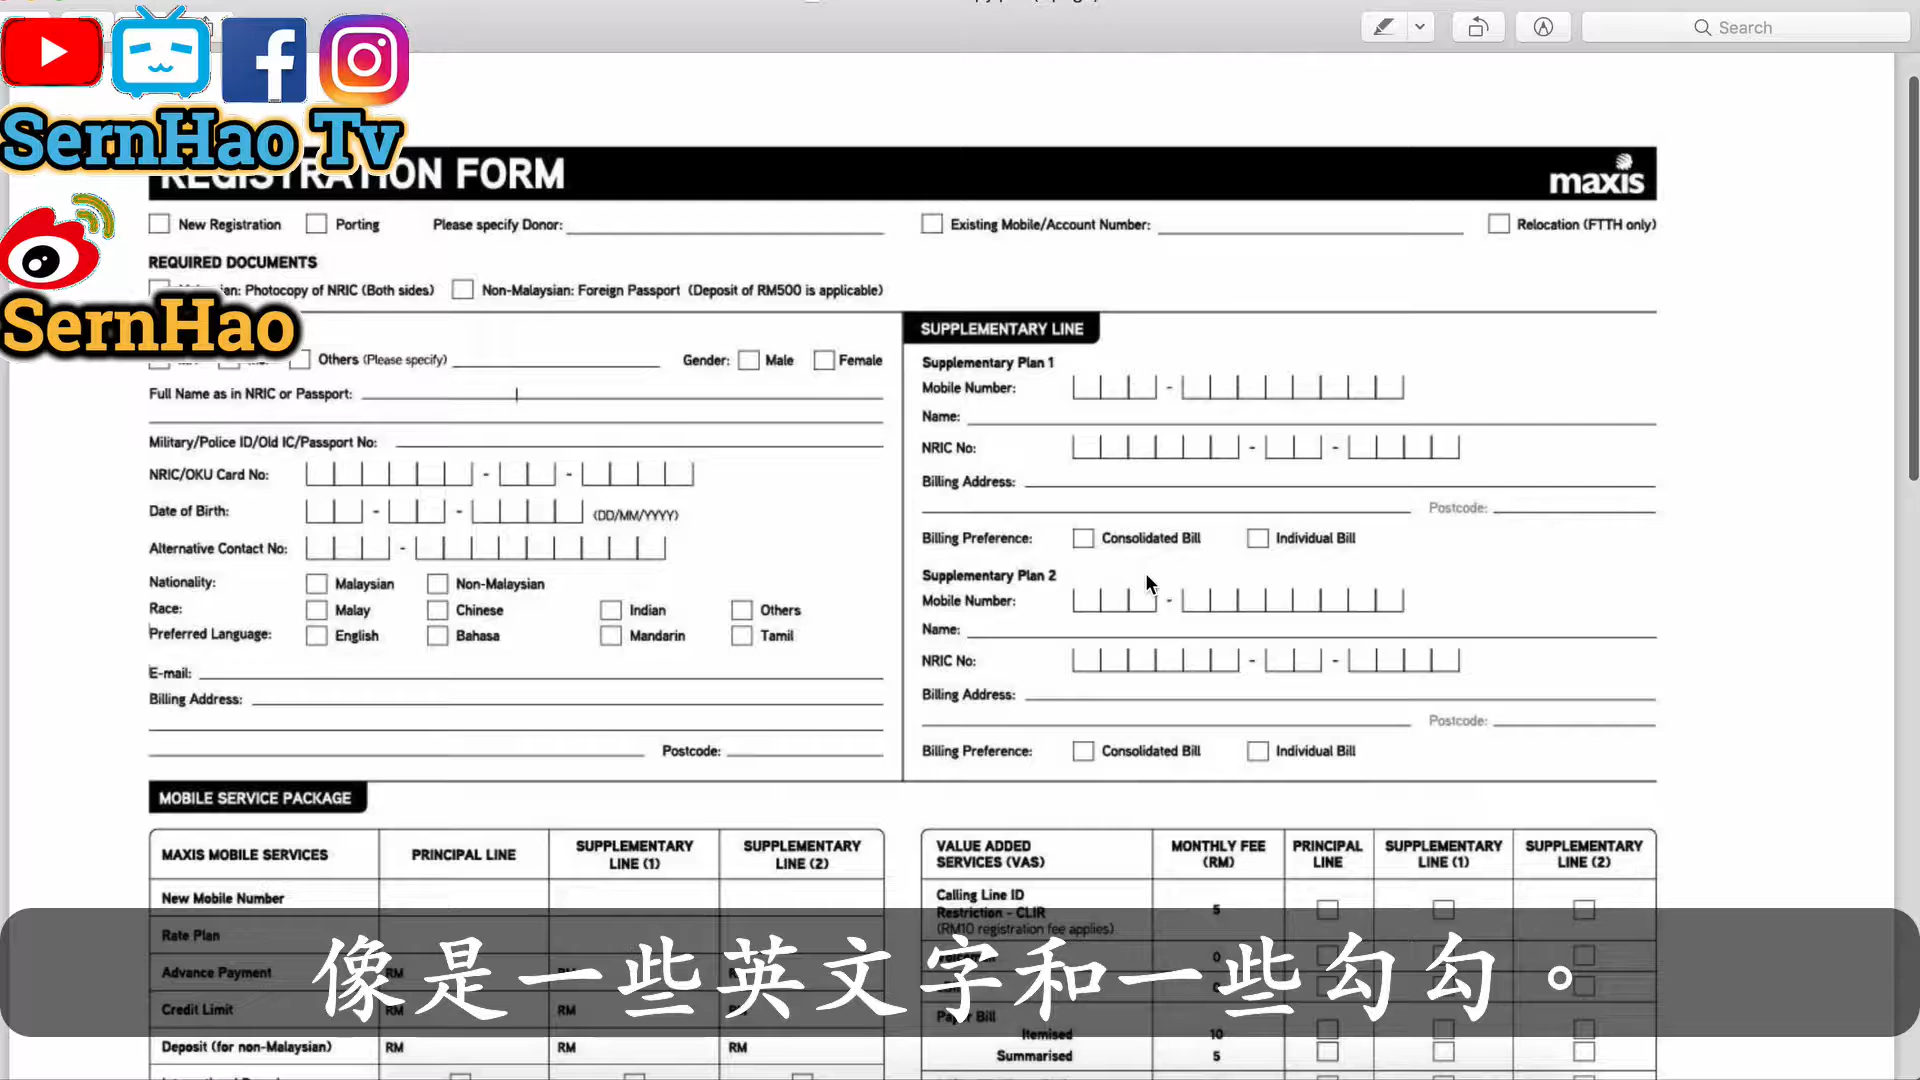 Search
SernHao Tv
REGISTRATION FORM
maxis
New Registration
Porting
Please specify Donor:
Existing Mobile/Account Number:
Relocation (FTTH only)
REQUIRED DOCUMENTS
Photocopy of NRIC (Both sides)
Non-Malaysian: Foreign Passport (Deposit of RM500 is applicable)
SernHao
Others (Please specify)
Gender:
Male
Female
Full Name as in NRIC or Passport:
Military/Police ID/Old IC/Passport No:
NRIC/OKU Card No:
Date of Birth:
(DD/MM/YYYY)
Alternative Contact No:
Nationality:
Malaysian
Non-Malaysian
Race:
Malay
Chinese
Indian
Others
Preferred Language:
English
Bahasa
Mandarin
Tamil
E-mail:
Billing Address:
Postcode:
SUPPLEMENTARY LINE
Supplementary Plan 1
Mobile Number:
Name:
NRIC No:
Billing Address:
Postcode:
Billing Preference:
Consolidated Bill
Individual Bill
Supplementary Plan 2
Mobile Number:
Name:
NRIC No:
Billing Address:
Postcode:
Billing Preference:
Consolidated Bill
Individual Bill
MOBILE SERVICE PACKAGE
MAXIS MOBILE SERVICES
PRINCIPAL LINE
SUPPLEMENTARY LINE (1)
SUPPLEMENTARY LINE (2)
New Mobile Number
Rate Plan
Advance Payment
RM
Credit Limit
RM
RM
Deposit (for non-Malaysian)
RM
RM
RM
VALUE ADDED SERVICES (VAS)
MONTHLY FEE (RM)
PRINCIPAL LINE
SUPPLEMENTARY LINE (1)
SUPPLEMENTARY LINE (2)
Calling Line ID
Restriction - CLIR
5
(RM10 registration fee applies)
0
Paper Bill
Itemised
10
Summarised
5
像是一些英文字和一些勾勾。